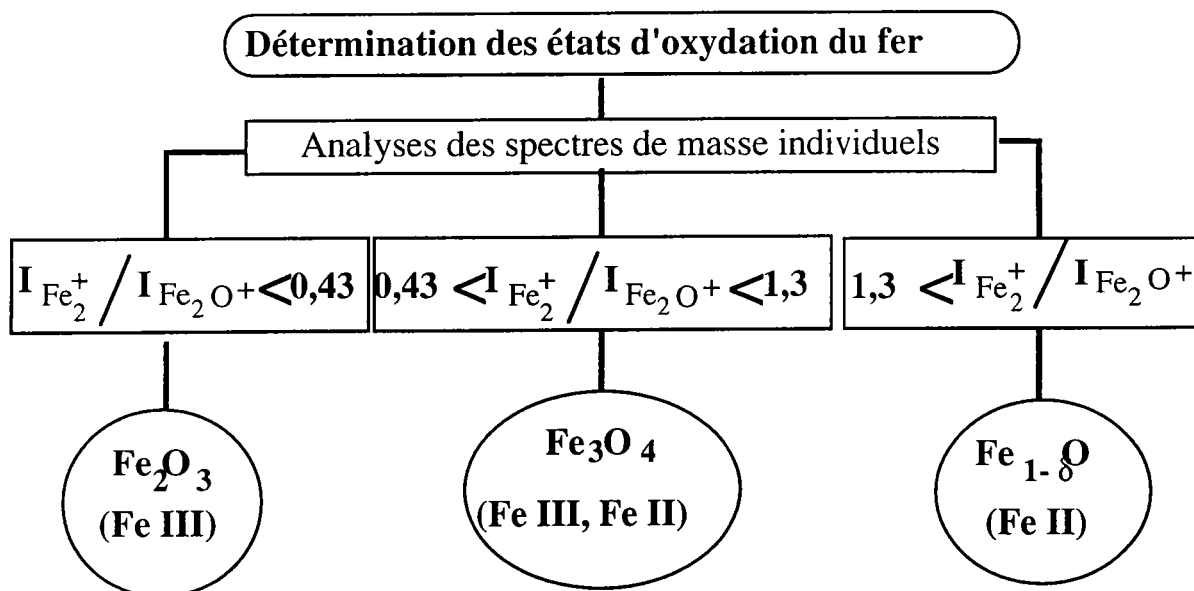 Détermination des états d'oxydation du fer
Analyses des spectres de masse individuels
I Fe₂⁺ / I Fe₂O⁺ <0,43
0,43 <I Fe₂⁺ / I Fe₂O⁺ <1,3
1,3 <I Fe₂⁺ / I Fe₂O⁺
Fe₂O₃
(Fe III)
Fe₃O₄
(Fe III, Fe II)
Fe₁₋δO
(Fe II)